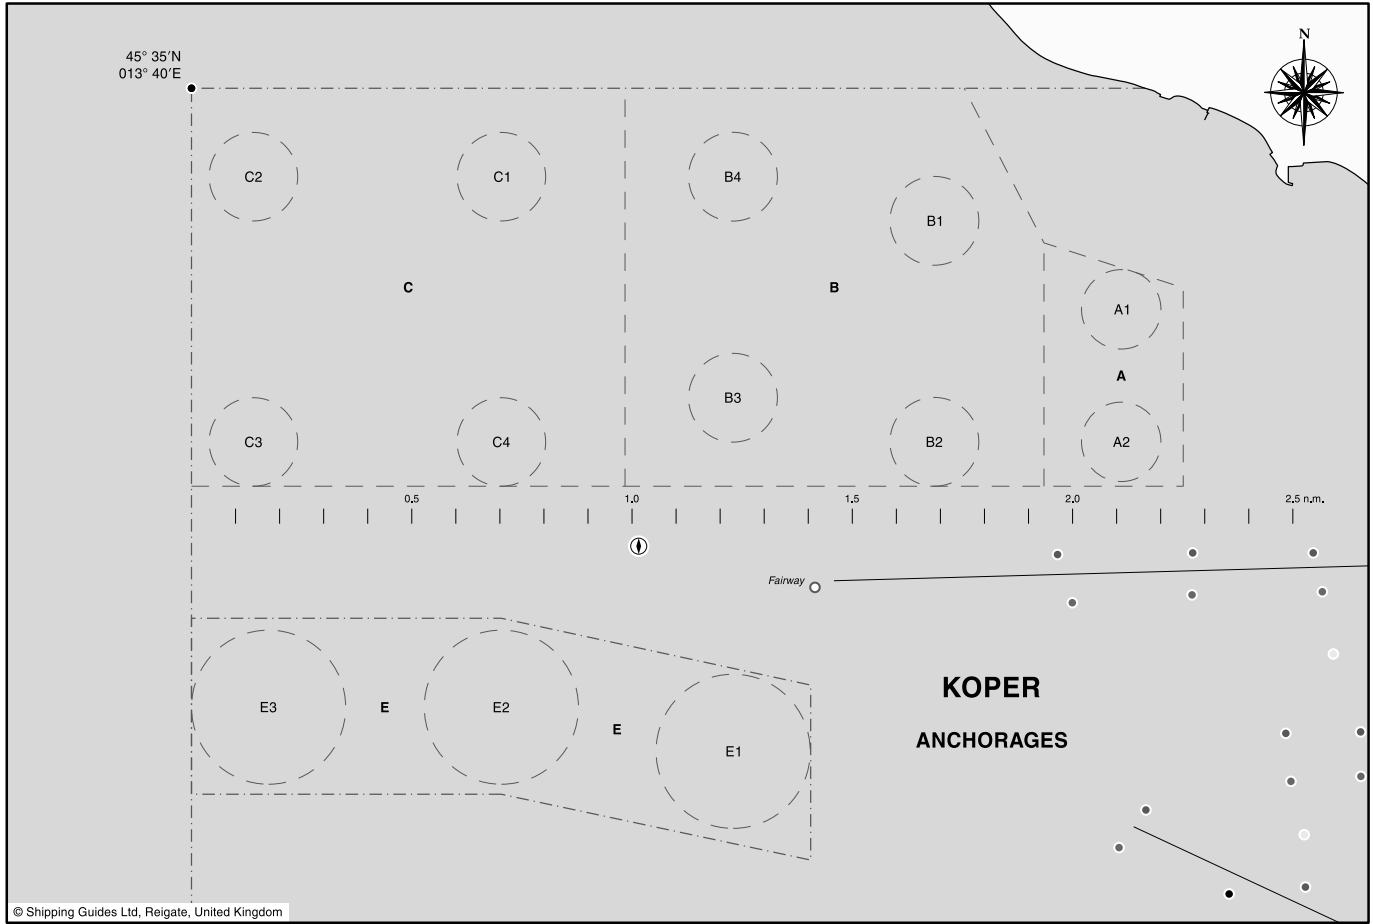 N
45° 35′N
013° 40′E
C2
C1
B4
B1
C
B
A1
A
B3
C3
C4
B2
A2
0.5
1.0
1.5
2.0
2.5 n.m.
Fairway
E3
E
E2
E
E1
KOPER
ANCHORAGES
© Shipping Guides Ltd, Reigate, United Kingdom